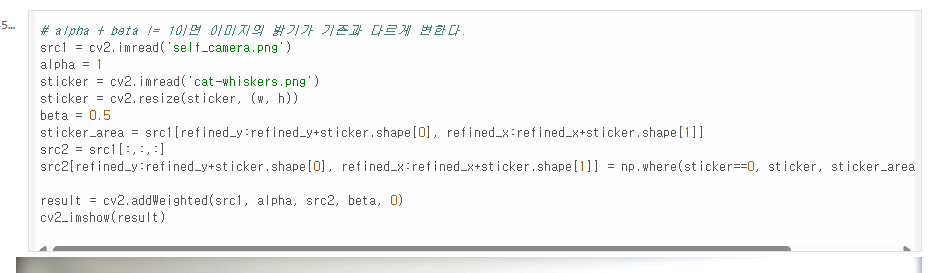 5...
# alpha + beta != 1이면 이미지의 밝기가 기존과 다르게 변한다.
src1 = cv2.imread('self_camera.png')
alpha = 1
sticker = cv2.imread('cat-whiskers.png')
sticker = cv2.resize(sticker, (w, h))
beta = 0.5
sticker_area = src1[refined_y:refined_y+sticker.shape[0], refined_x:refined_x+sticker.shape[1]]
src2 = src1[:,:,:]
src2[refined_y:refined_y+sticker.shape[0], refined_x:refined_x+sticker.shape[1]] = np.where(sticker==0, sticker, sticker_area
result = cv2.addWeighted(src1, alpha, src2, beta, 0)
cv2_imshow(result)